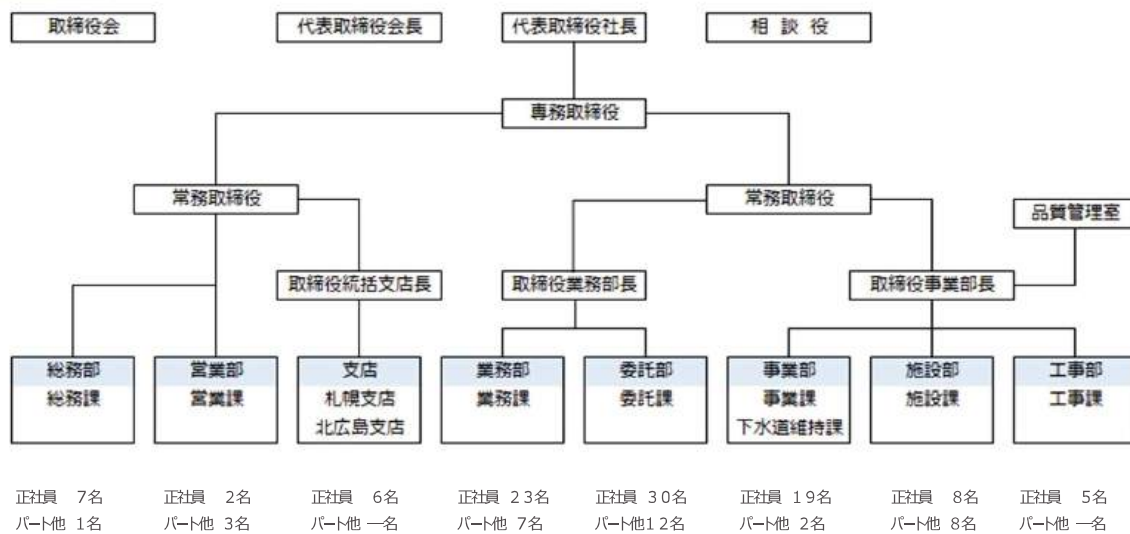 取締役会 代表取締役会長 代表取締役社長 相 談 役
専務取締役
常務取締役 常務取締役
品質管理室
取締役統括支店長 取締役業務部長 取締役事業部長
総務部 営業部 支店 業務部 委託部 事業部 施設部 工事部
総務課 営業課 札幌支店 業務課 委託課 事業課 施設課 工事課
北広島支店 下水道維持課
正社員 7名 正社員 2名 正社員 6名 正社員 23名 正社員 30名 正社員 19名 正社員 8名 正社員 5名
パート他 1名 パート他 3名 パート他 ―名 パート他 7名 パート他12名 パート他 2名 パート他 8名 パート他 ―名